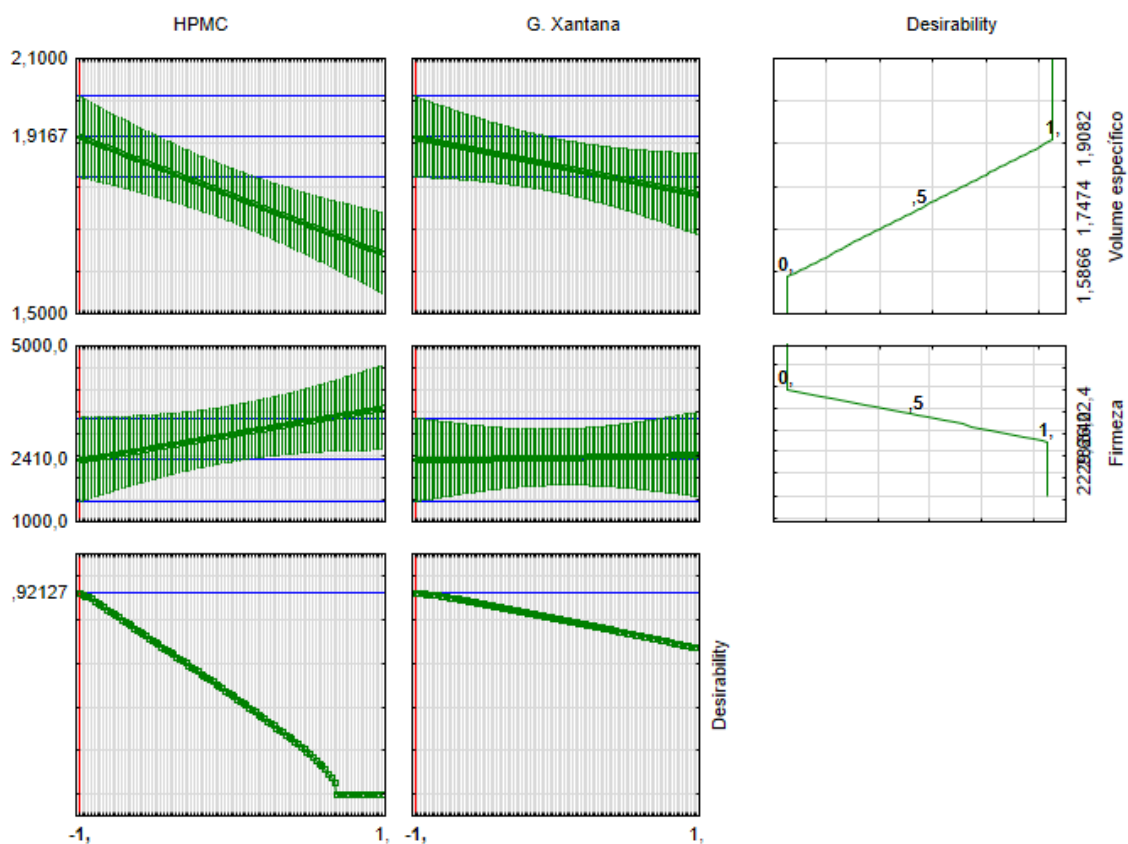 HPMC
G. Xantana
Desirability
2,1000
1,9167
1,5000
1,
,5
0,
1,5866 1,7474 1,9082
Volume específico
5000,0
2410,0
1000,0
0,
,5
1,
Firmeza
,92127
Desirability
-1,
1,
-1,
1,